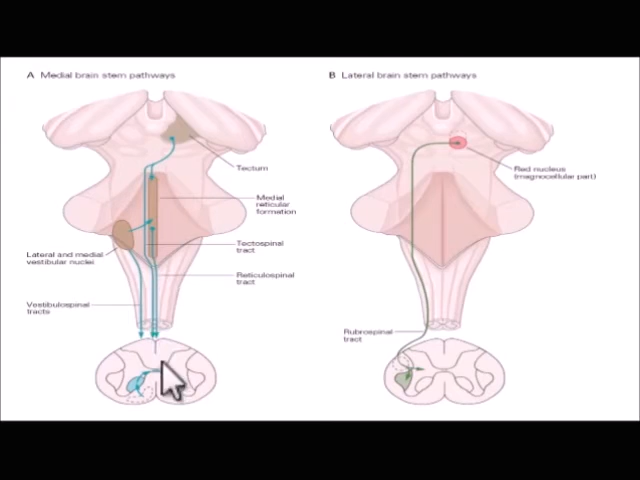 A Medial brain stem pathways
Tectum
Medial
reticular
formation
Tectospinal
tract
Reticulospinal
tract
Lateral and medial
vestibular nuclei
Vestibulospinal
tracts
B Lateral brain stem pathways
Red nucleus
(magnocellular part)
Rubrospinal
tract